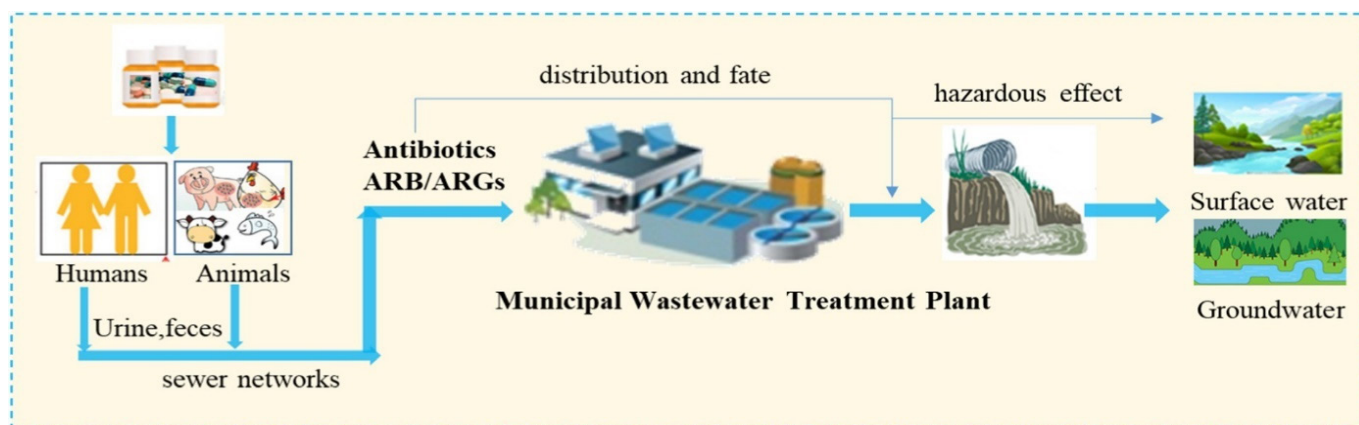 distribution and fate
hazardous effect
Antibiotics
ARB/ARGs
Humans
Animals
Urine,feces
sewer networks
Municipal Wastewater Treatment Plant
Surface water
Groundwater